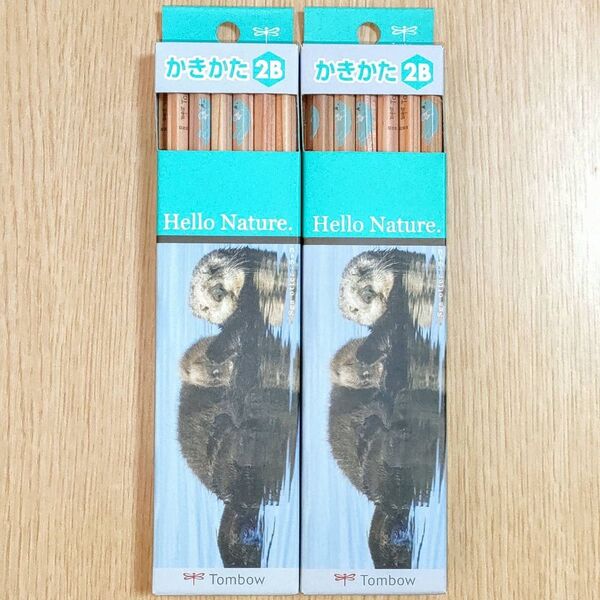 かきかた 2B
Hello Nature.
Tombow
かきかた 2B
Hello Nature.
Tombow